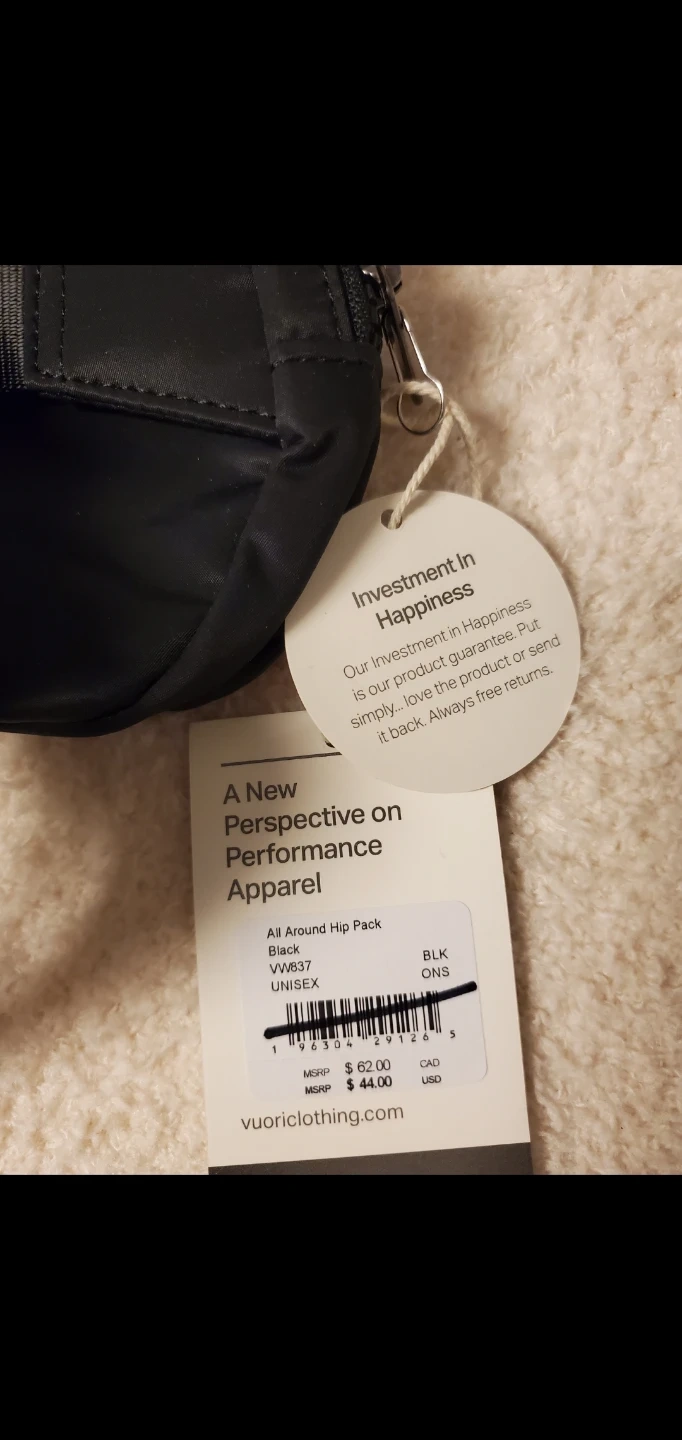 Investment In
Happiness
Our Investment in Happiness
is our product guarantee. Put
simply... love the product or send
it back. Always free returns.
A New
Perspective on
Performance
Apparel
All Around Hip Pack
Black
VW837 BLK
UNISEX ONS
1 96304 29126 5
MSRP $ 62.00 CAD
MSRP $ 44.00 USD
vuoriclothing.com